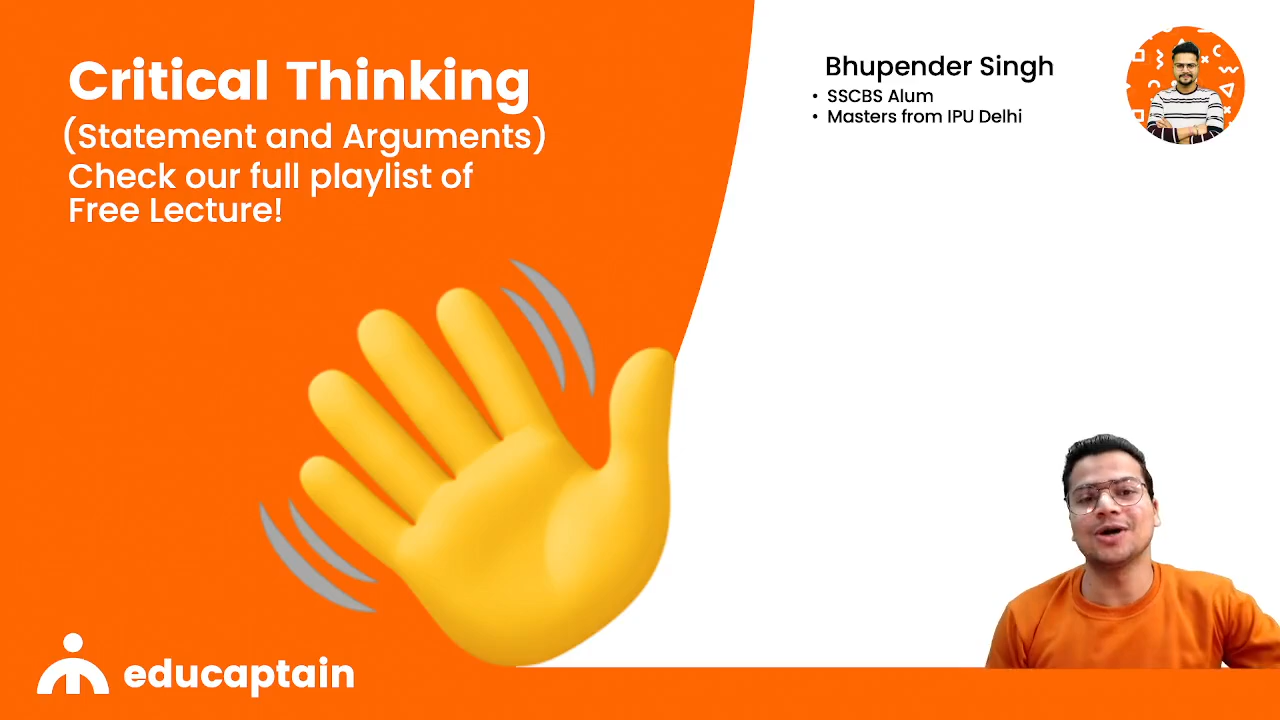 Critical Thinking
(Statement and Arguments)
Check our full playlist of
Free Lecture!
Bhupender Singh
• SSCBS Alum
• Masters from IPU Delhi
educaptain